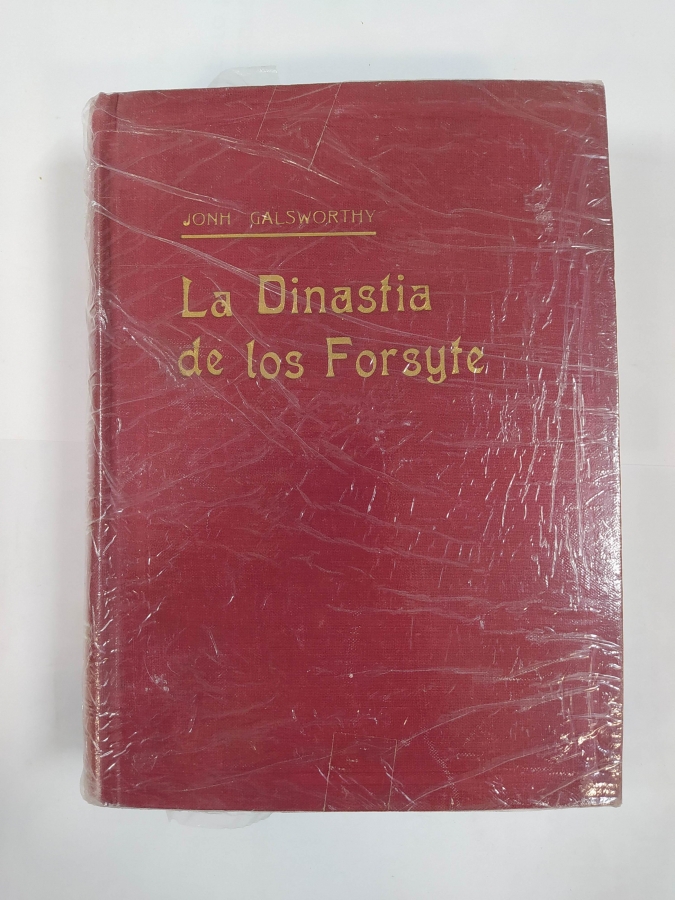 JONH GALSWORTHY
La Dinastia
de los Forsyte